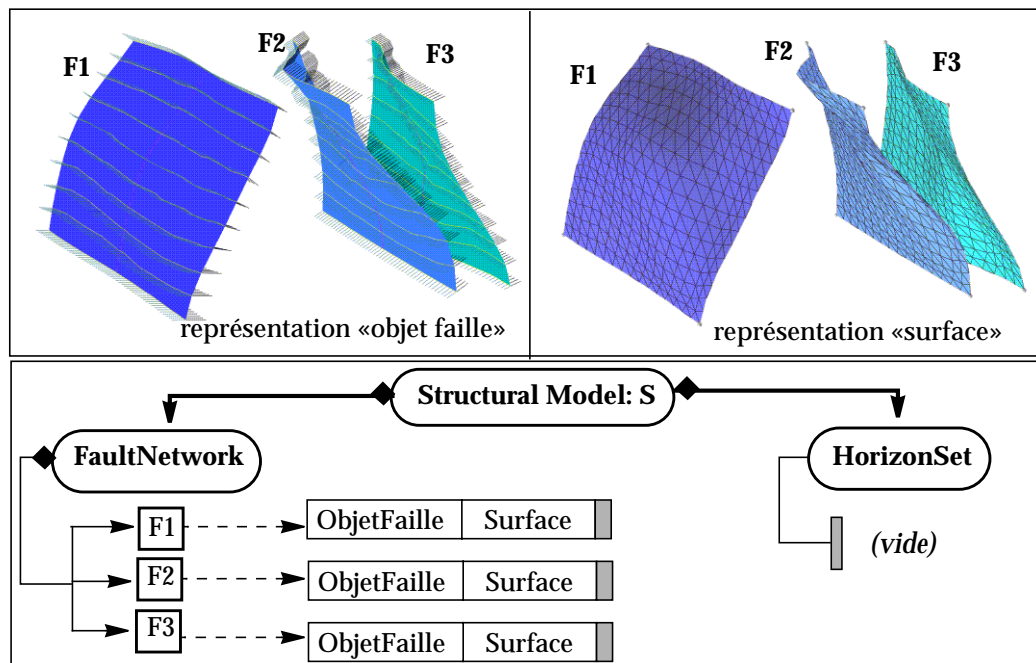 F1
F2
F3
représentation «objet faille»
F1
F2
F3
représentation «surface»
Structural Model: S
FaultNetwork
HorizonSet
F1
ObjetFaille
Surface
(vide)
F2
ObjetFaille
Surface
F3
ObjetFaille
Surface